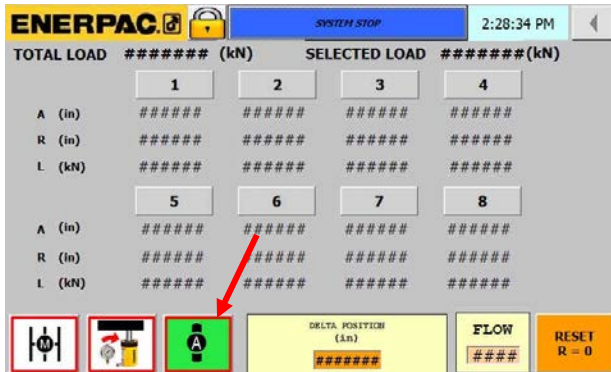 ENERPAC. SYSTEM STOP 2:28:34 PM
TOTAL LOAD ####### (kN) SELECTED LOAD #######(kN)
1 2 3 4
A (in) ###### ###### ###### ######
R (in) ###### ###### ###### ######
L (kN) ###### ###### ###### ######
5 6 7 8
A (in) ###### ###### ###### ######
R (in) ###### ###### ###### ######
L (kN) ###### ###### ###### ######
M
A
DELTA POSITION
(in)
#######
FLOW
####
RESET
R = 0